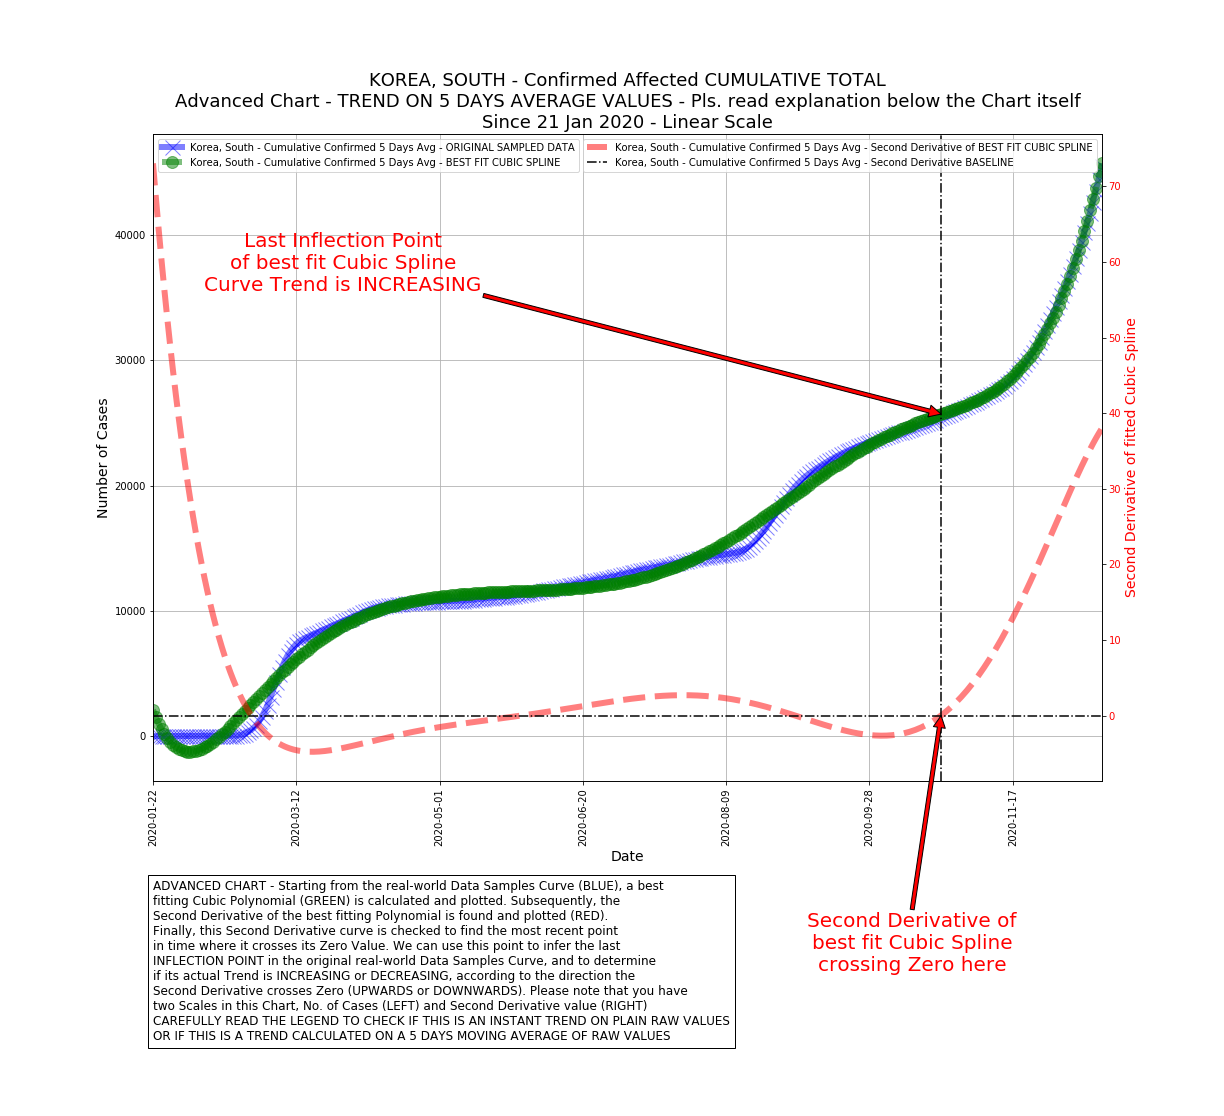 KOREA, SOUTH - Confirmed Affected CUMULATIVE TOTAL
Advanced Chart - TREND ON 5 DAYS AVERAGE VALUES - Pls. read explanation below the Chart itself
Since 21 Jan 2020 - Linear Scale
Korea, South - Cumulative Confirmed 5 Days Avg - ORIGINAL SAMPLED DATA
Korea, South - Cumulative Confirmed 5 Days Avg - BEST FIT CUBIC SPLINE
Korea, South - Cumulative Confirmed 5 Days Avg - Second Derivative of BEST FIT CUBIC SPLINE
Korea, South - Cumulative Confirmed 5 Days Avg - Second Derivative BASELINE
Last Inflection Point
of best fit Cubic Spline
Curve Trend is INCREASING
Number of Cases
40000
30000
20000
10000
0
70
60
50
40
30
20
10
0
Second Derivative of fitted Cubic Spline
2020-01-22
2020-03-12
2020-05-01
2020-06-20
2020-08-09
2020-09-28
2020-11-17
Date
Second Derivative of
best fit Cubic Spline
crossing Zero here
ADVANCED CHART - Starting from the real-world Data Samples Curve (BLUE), a best
fitting Cubic Polynomial (GREEN) is calculated and plotted. Subsequently, the
Second Derivative of the best fitting Polynomial is found and plotted (RED).
Finally, this Second Derivative curve is checked to find the most recent point
in time where it crosses its Zero Value. We can use this point to infer the last
INFLECTION POINT in the original real-world Data Samples Curve, and to determine
if its actual Trend is INCREASING or DECREASING, according to the direction the
Second Derivative crosses Zero (UPWARDS or DOWNWARDS). Please note that you have
two Scales in this Chart, No. of Cases (LEFT) and Second Derivative value (RIGHT)
CAREFULLY READ THE LEGEND TO CHECK IF THIS IS AN INSTANT TREND ON PLAIN RAW VALUES
OR IF THIS IS A TREND CALCULATED ON A 5 DAYS MOVING AVERAGE OF RAW VALUES